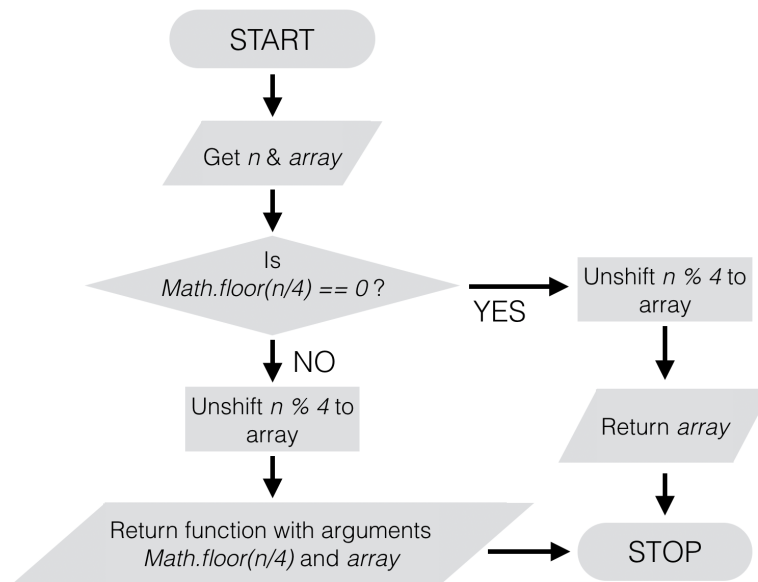 START
Get n & array
Is
Math.floor(n/4) == 0 ?
YES
Unshift n % 4 to
array
Return array
NO
Unshift n % 4 to
array
Return function with arguments
Math.floor(n/4) and array
STOP